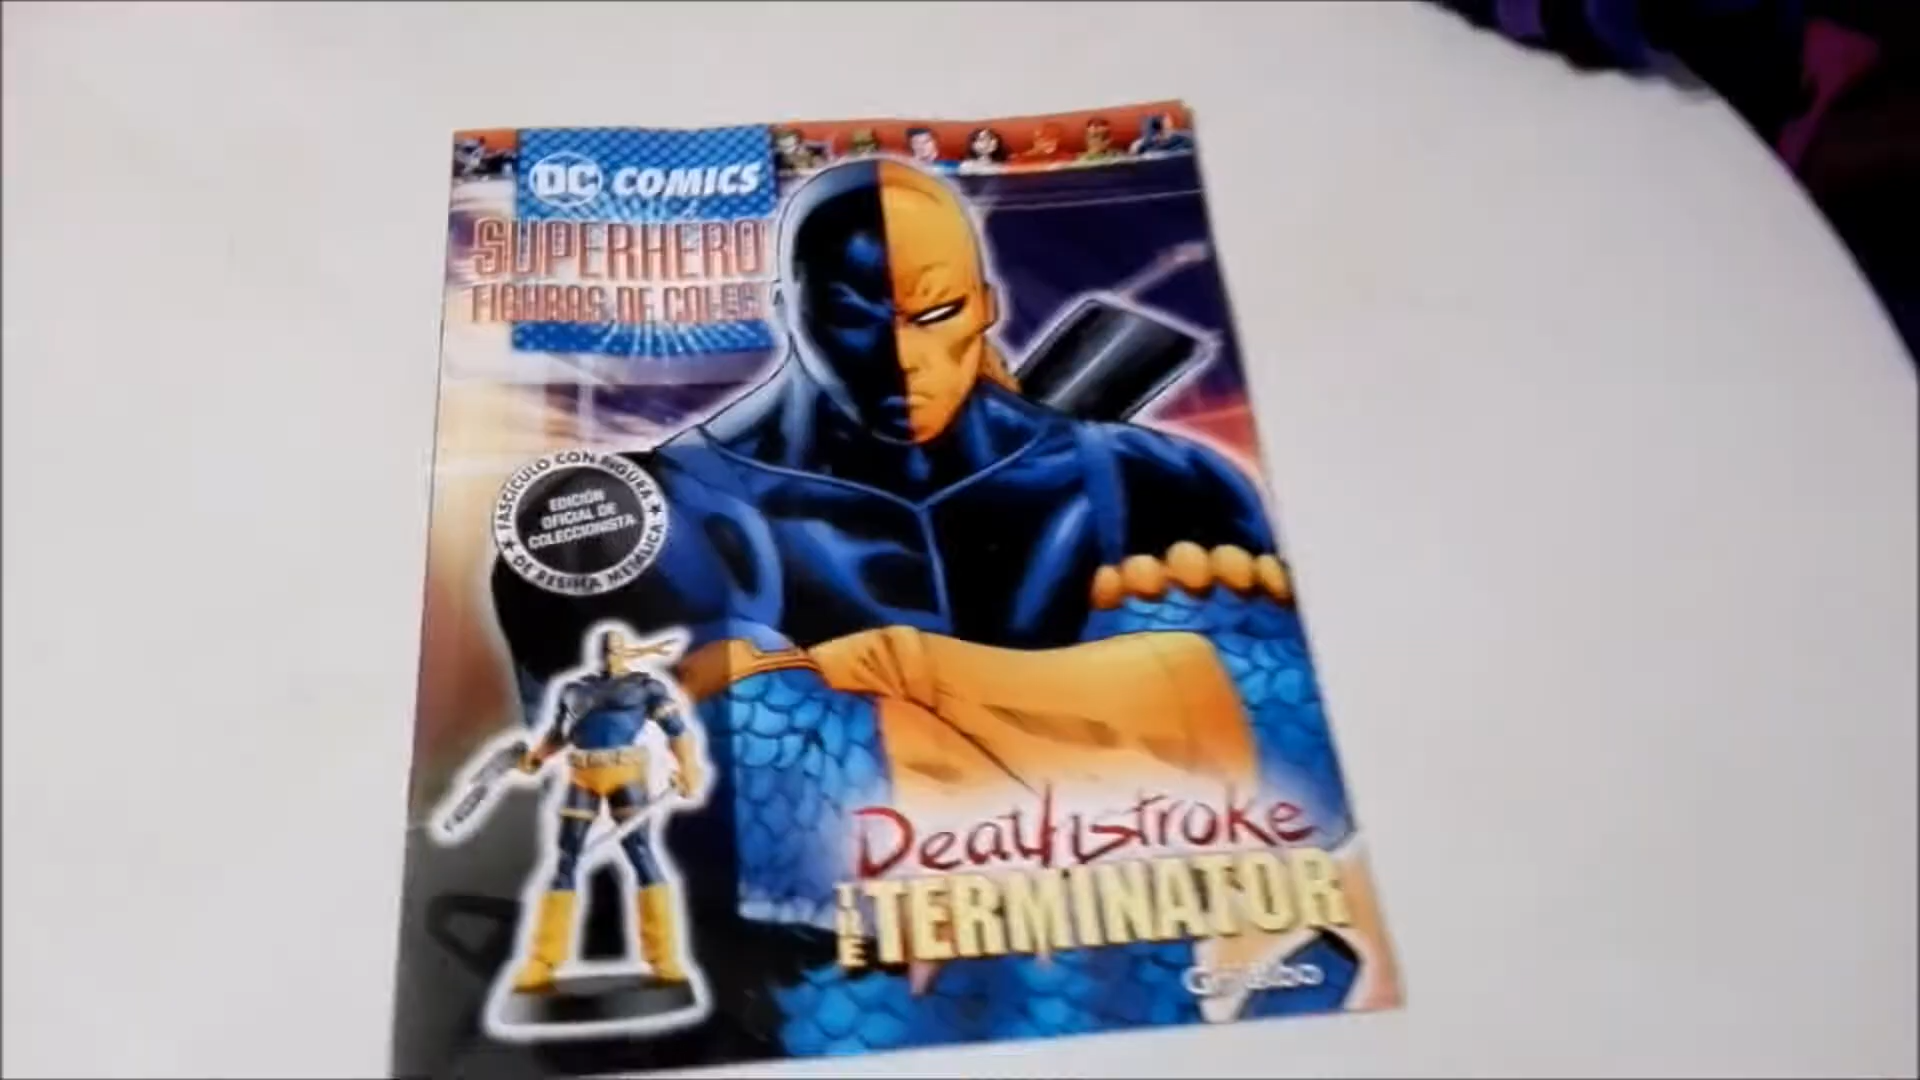 DC COMICS
SUPERHERO
FIGURAS DE COLEC
FASCÍCULO CON FIGURA
EDICIÓN
OFICIAL DE
COLECCIONISTA
DE RESINA METÁLICA
Deathstroke
THE TERMINATOR